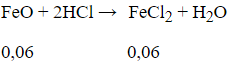 FeO + 2HCl → FeCl₂ + H₂O
0,06 0,06